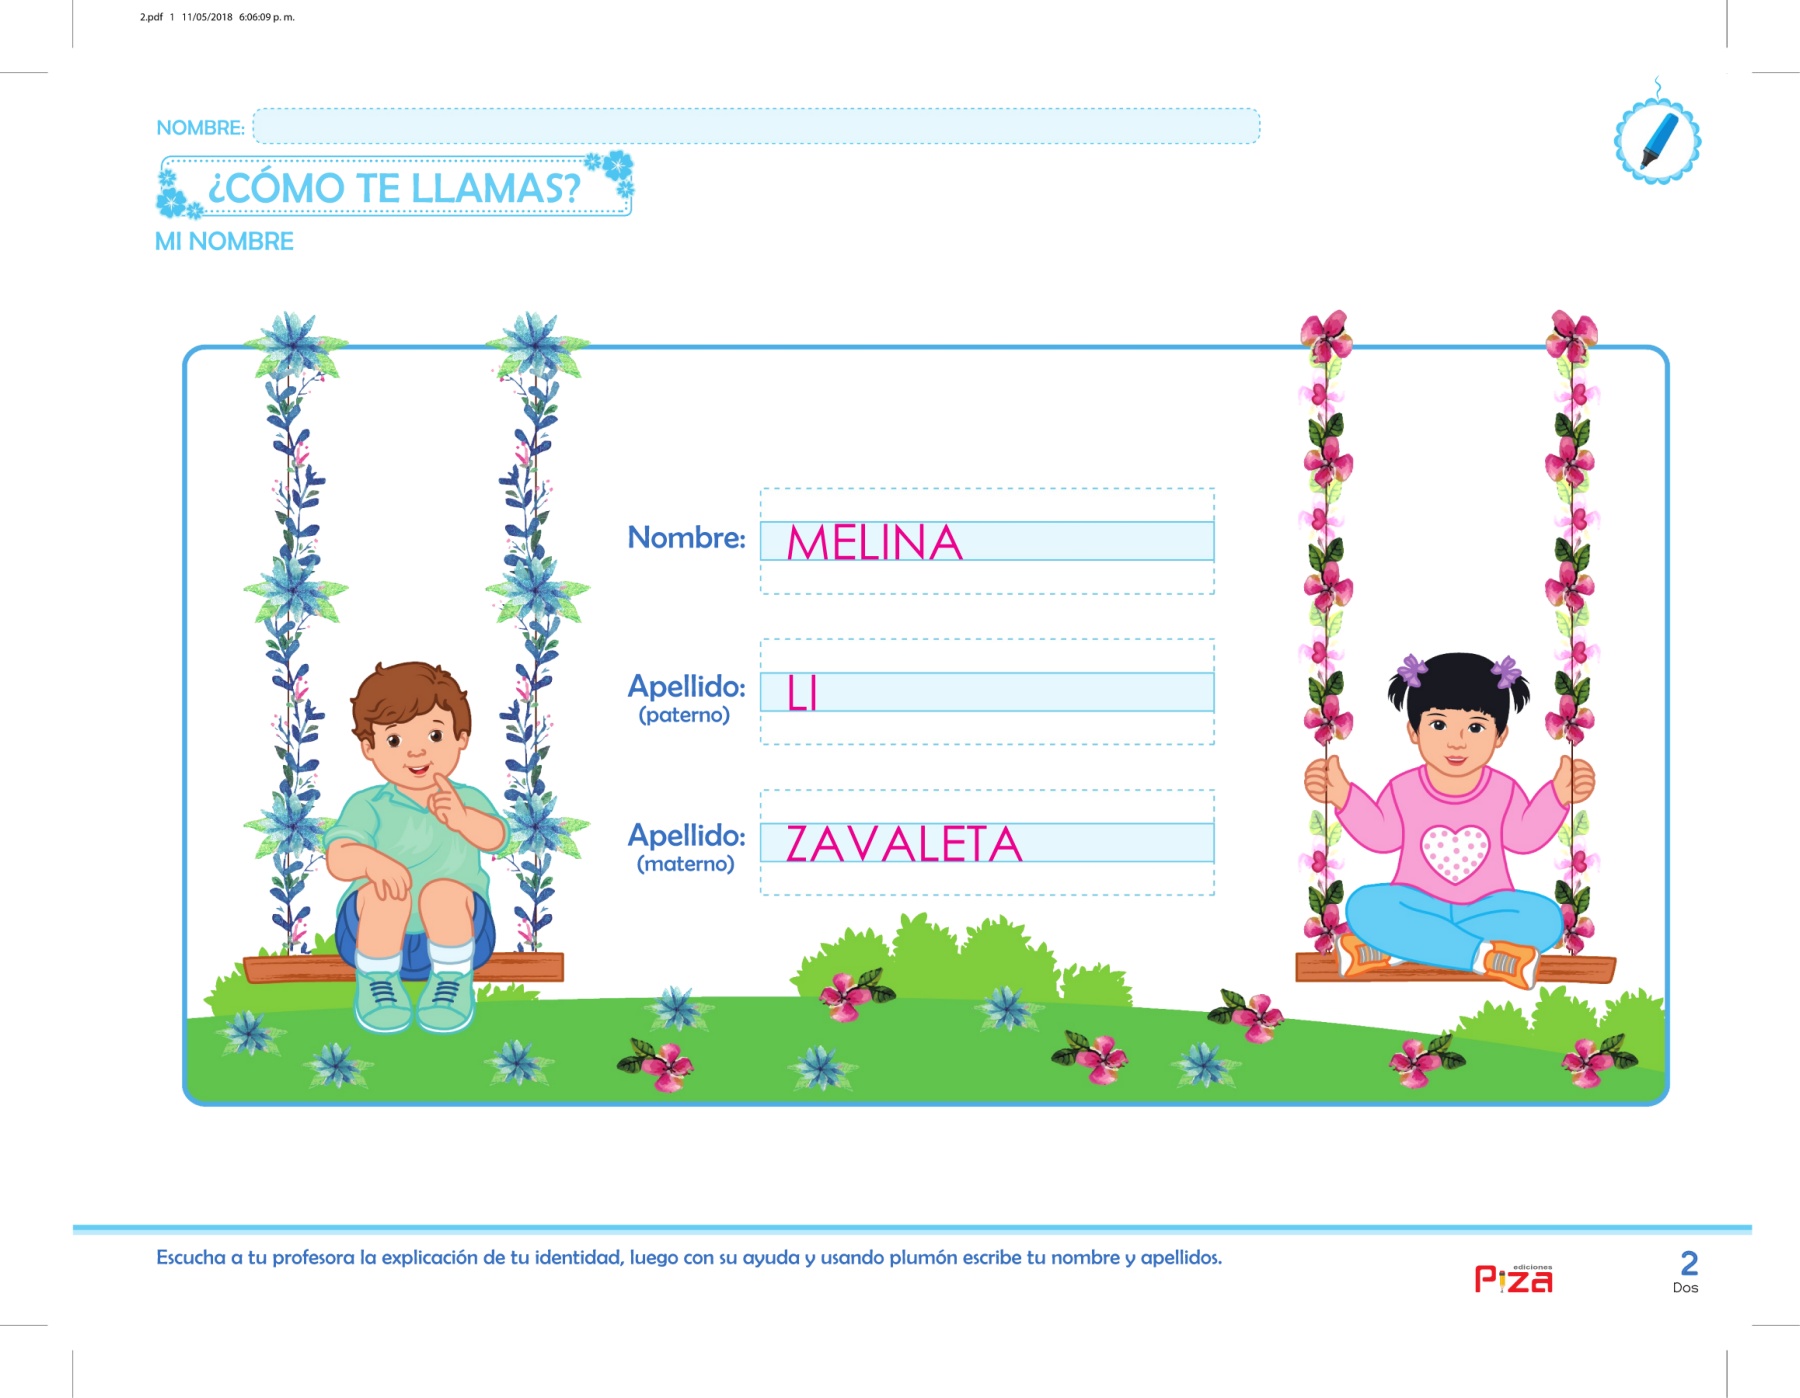 2.pdf 1 11/05/2018 6:06:09 p. m.
NOMBRE:
¿CÓMO TE LLAMAS?
MI NOMBRE
Nombre: MELINA
Apellido: LI
(paterno)
Apellido: ZAVALETA
(materno)
Escucha a tu profesora la explicación de tu identidad, luego con su ayuda y usando plumón escribe tu nombre y apellidos.
ediciones
Piza
2
Dos